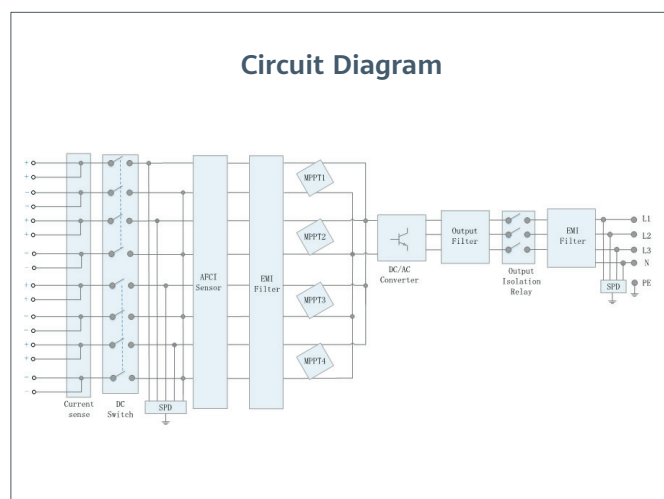 Circuit Diagram
+
+
-
-
+
+
-
-
+
+
-
-
+
+
-
-
Current
sense
DC
Switch
SPD
AFCI
Sensor
EMI
Filter
MPPT1
MPPT2
MPPT3
MPPT4
DC/AC
Converter
Output
Filter
Output
Isolation
Relay
EMI
Filter
SPD
L1
L2
L3
N
PE